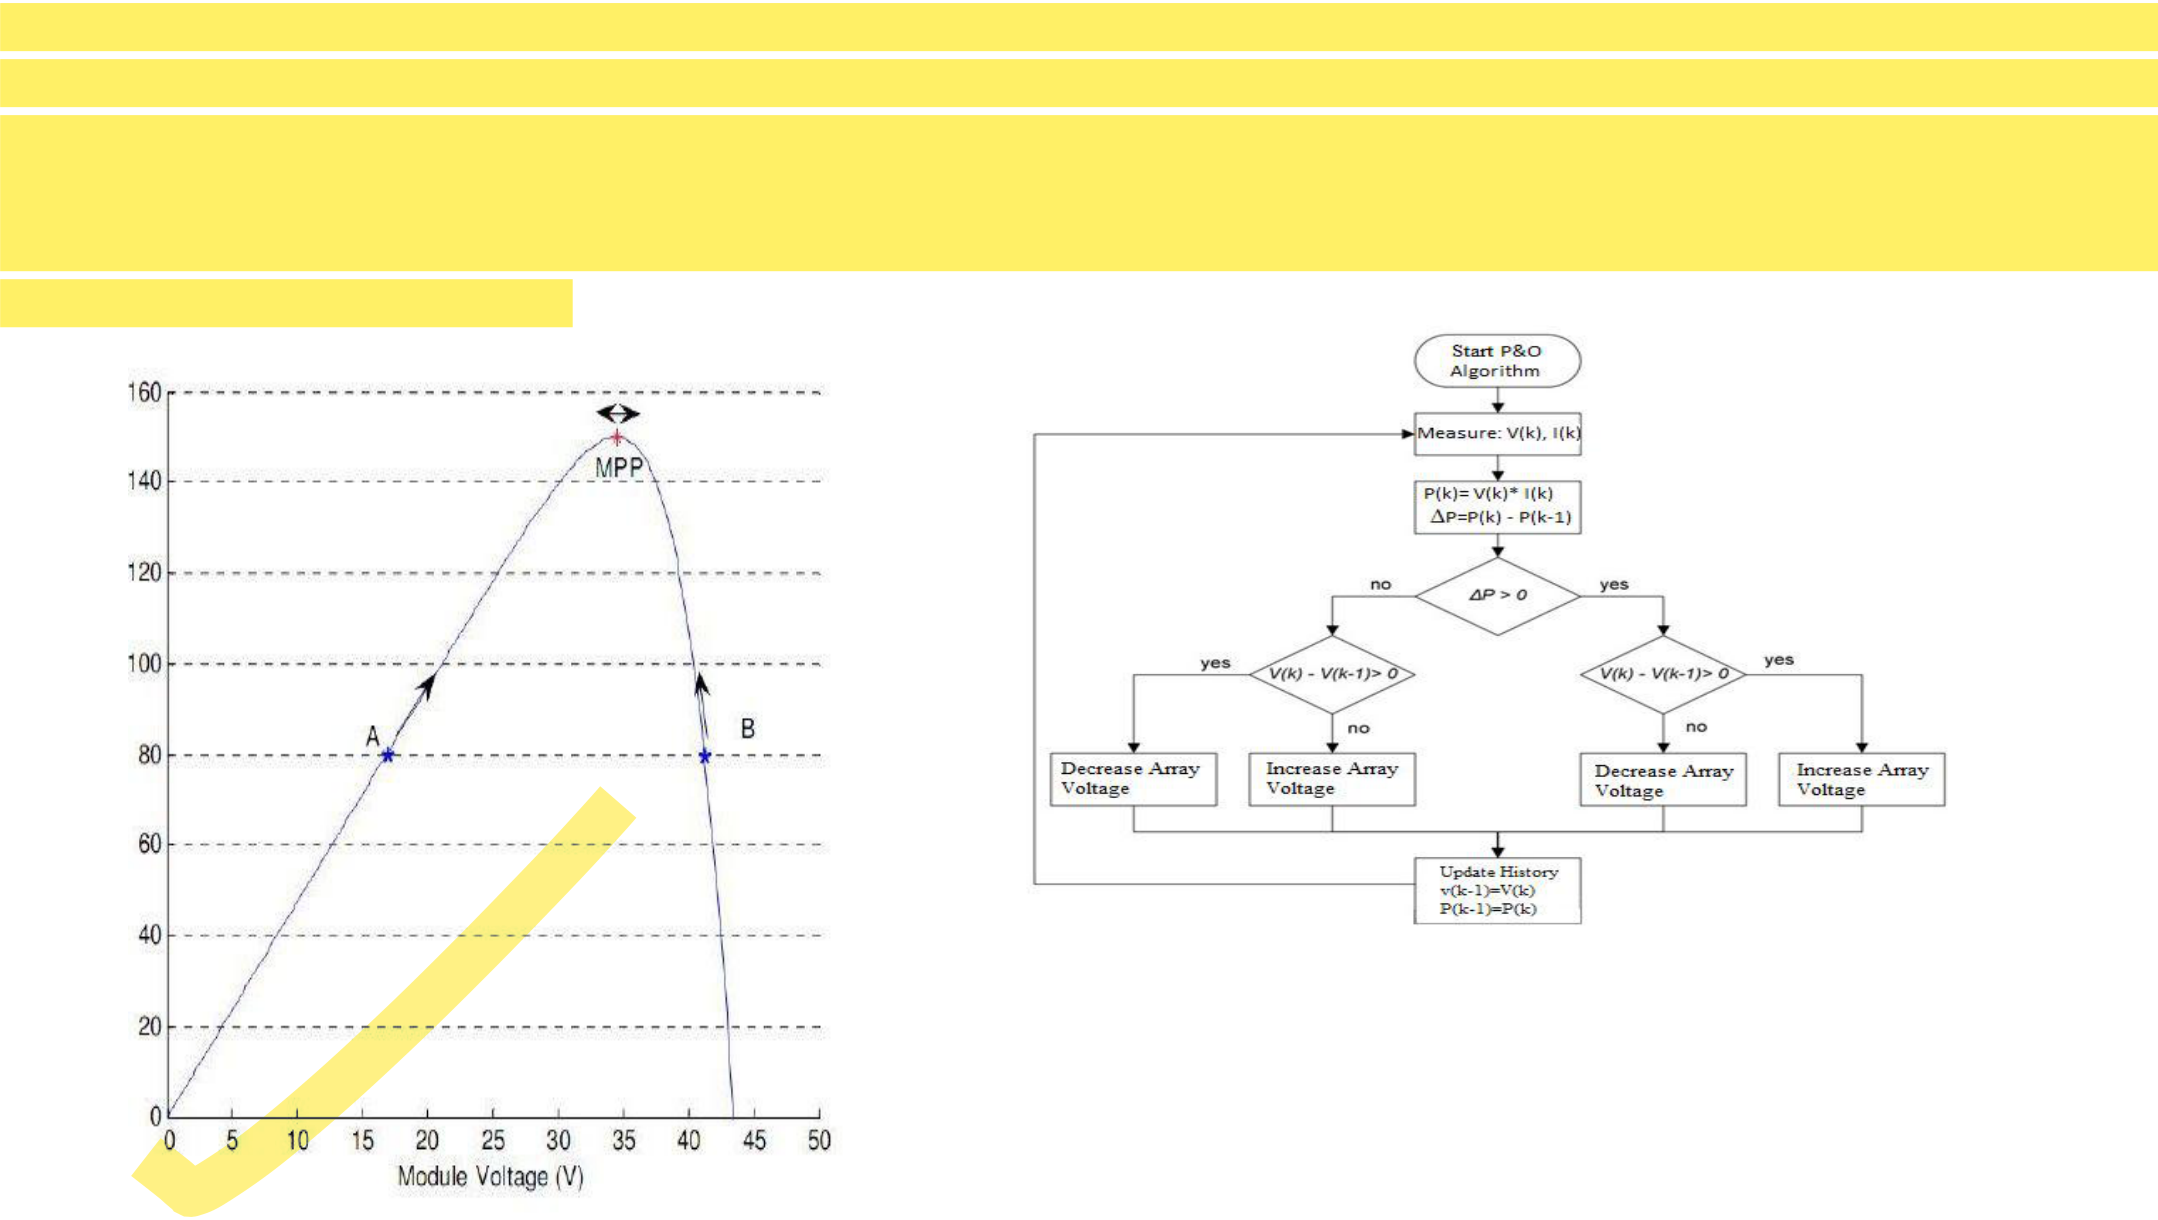 160
140
120
100
80
60
40
20
0
MPP
A
B
0 5 10 15 20 25 30 35 40 45 50
Module Voltage (V)
Start P&O
Algorithm
Measure: V(k), I(k)
P(k)= V(k)* I(k)
ΔP=P(k) - P(k-1)
no
ΔP > 0
yes
yes
V(k) - V(k-1)> 0
no
V(k) - V(k-1)> 0
yes
no
Decrease Array
Voltage
Increase Array
Voltage
Decrease Array
Voltage
Increase Array
Voltage
Update History
v(k-1)=V(k)
P(k-1)=P(k)